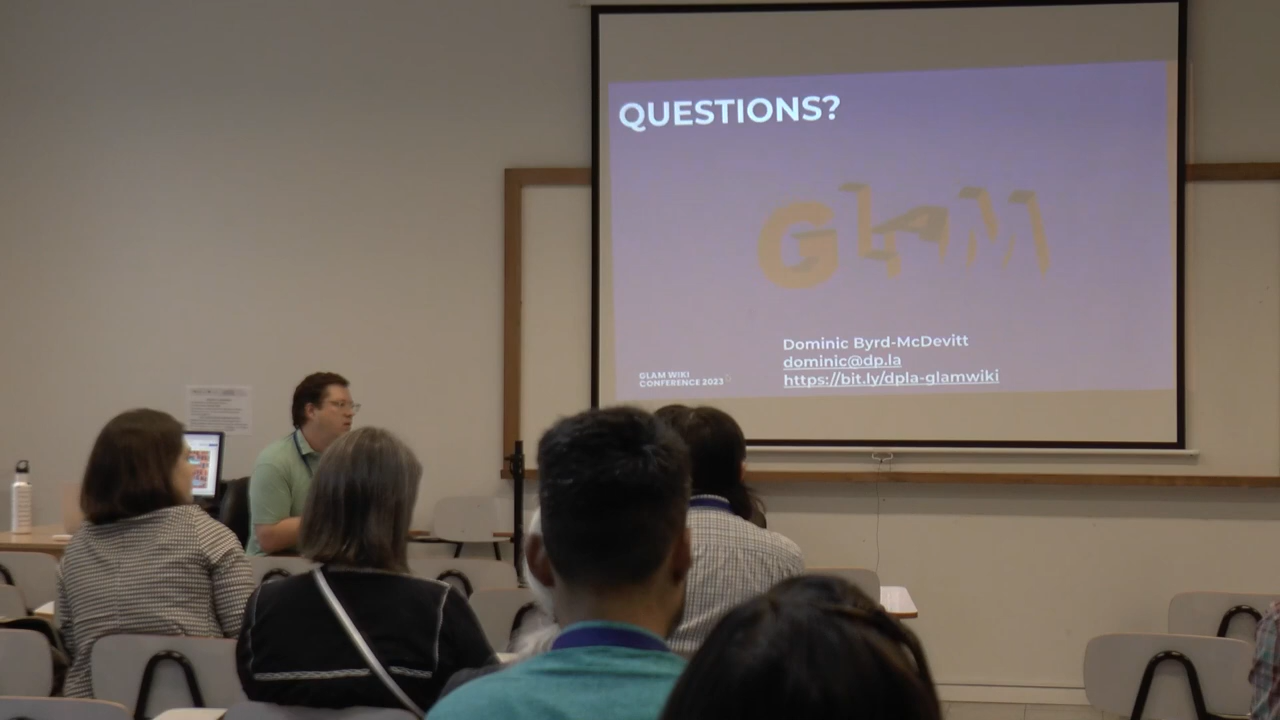 QUESTIONS?
GLAM
Dominic Byrd-McDevitt
dominic@dp.la
https://bit.ly/dpla-glamwiki
GLAM WIKI
CONFERENCE 2023